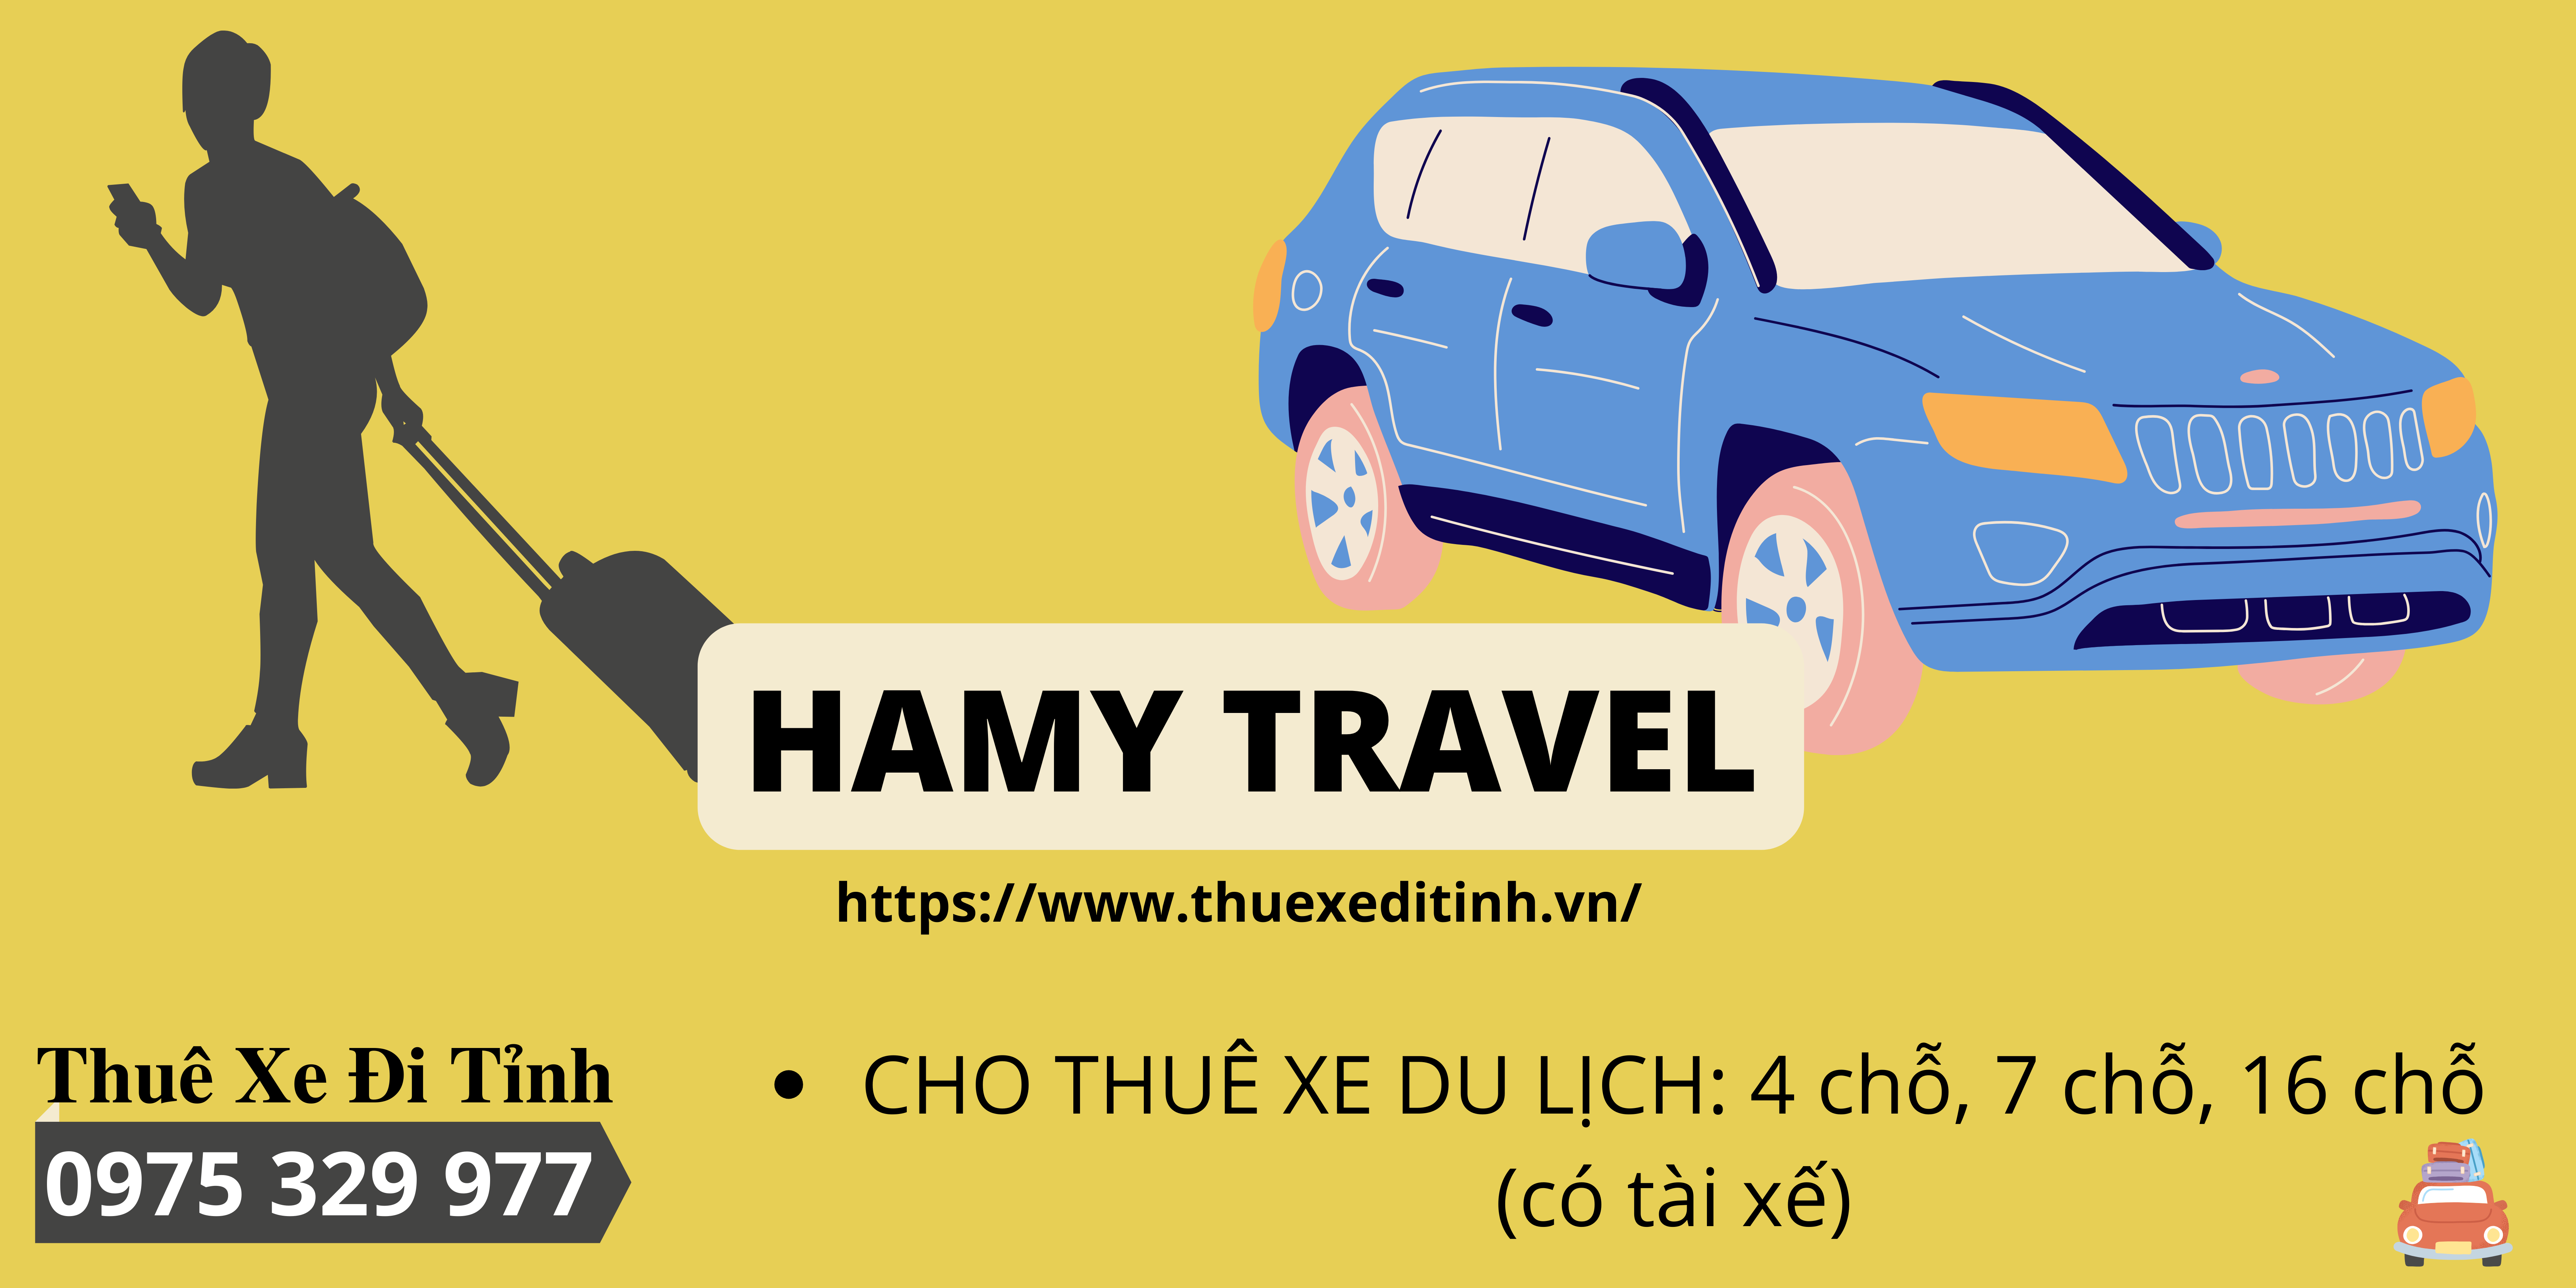 HAMY TRAVEL
https://www.thuexeditinh.vn/
Thuê Xe Đi Tỉnh
0975 329 977
• CHO THUÊ XE DU LỊCH: 4 chỗ, 7 chỗ, 16 chỗ
(có tài xế)